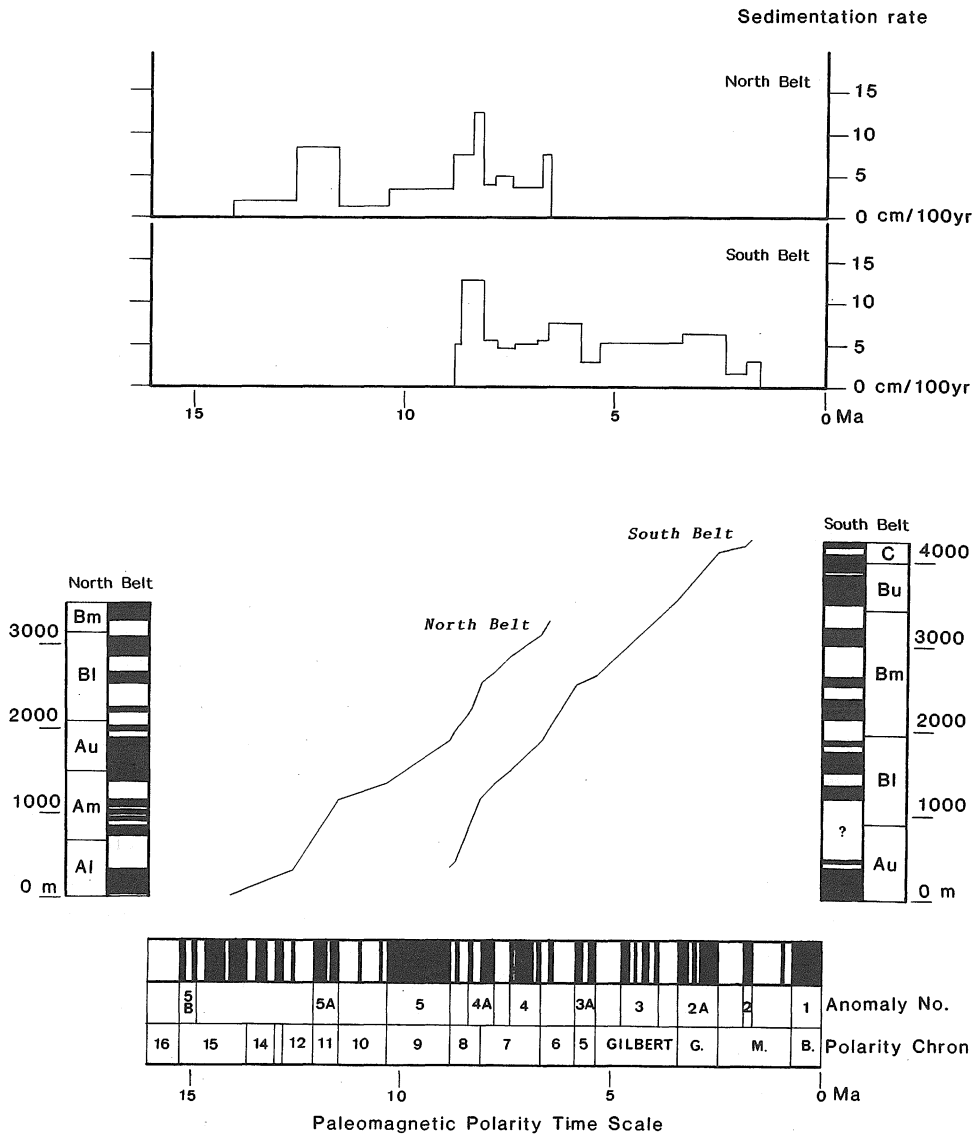 Sedimentation rate
North Belt
15
10
5
0 cm/100yr
South Belt
15
10
5
0 cm/100yr
15 10 5 0 Ma
South Belt
South Belt
North Belt
North Belt
3000
2000
1000
0 m
Bm
Bl
Au
Am
Al
C
Bu
Bm
Bl
Au
?
4000
3000
2000
1000
0 m
5B 5A 5 4A 4 3A 3 2A 2 1 Anomaly No.
16 15 14 12 11 10 9 8 7 6 5 GILBERT G. M. B. Polarity Chron
15 10 5 0 Ma
Paleomagnetic Polarity Time Scale